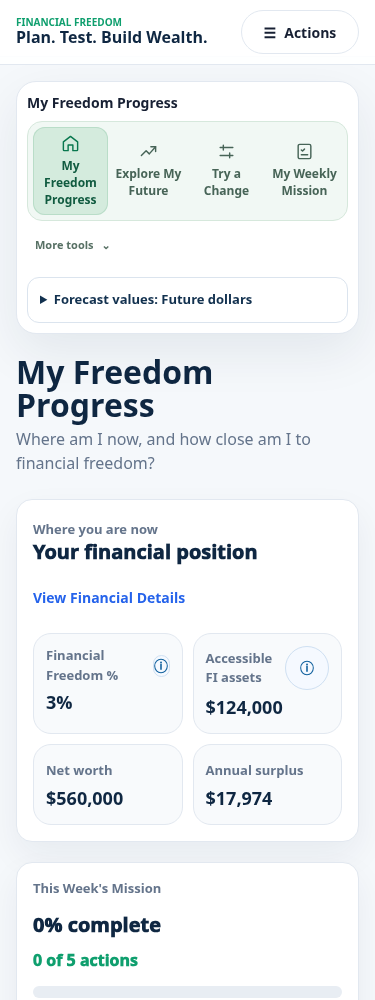 FINANCIAL FREEDOM
Plan. Test. Build Wealth.
☰ Actions
My Freedom Progress
My
Freedom
Progress
Explore My
Future
Try a
Change
My Weekly
Mission
More tools ⌄
▶ Forecast values: Future dollars
My Freedom
Progress
Where am I now, and how close am I to
financial freedom?
Where you are now
Your financial position
View Financial Details
Financial
Freedom %
ⓘ
3%
Accessible
FI assets
ⓘ
$124,000
Net worth
$560,000
Annual surplus
$17,974
This Week's Mission
0% complete
0 of 5 actions